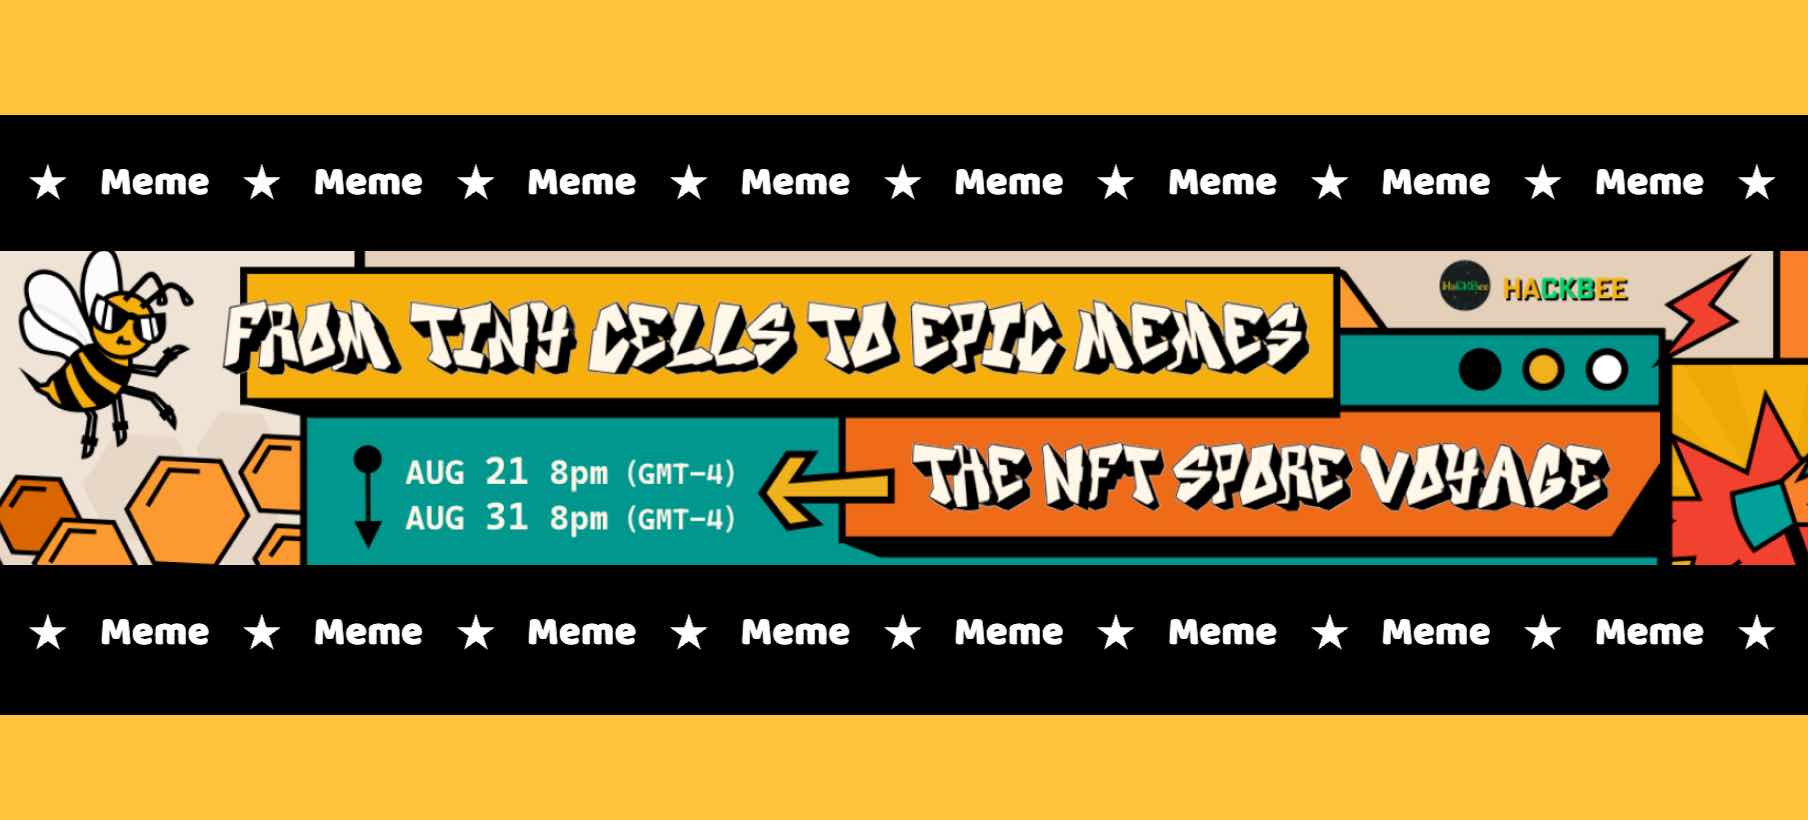 ★ Meme ★ Meme ★ Meme ★ Meme ★ Meme ★ Meme ★ Meme ★ Meme ★
HaCKBee HACKBEE
FROM TINY CELLS TO EPIC MEMES
THE NFT SPORE VOYAGE
AUG 21 8pm (GMT-4)
AUG 31 8pm (GMT-4)
★ Meme ★ Meme ★ Meme ★ Meme ★ Meme ★ Meme ★ Meme ★ Meme ★